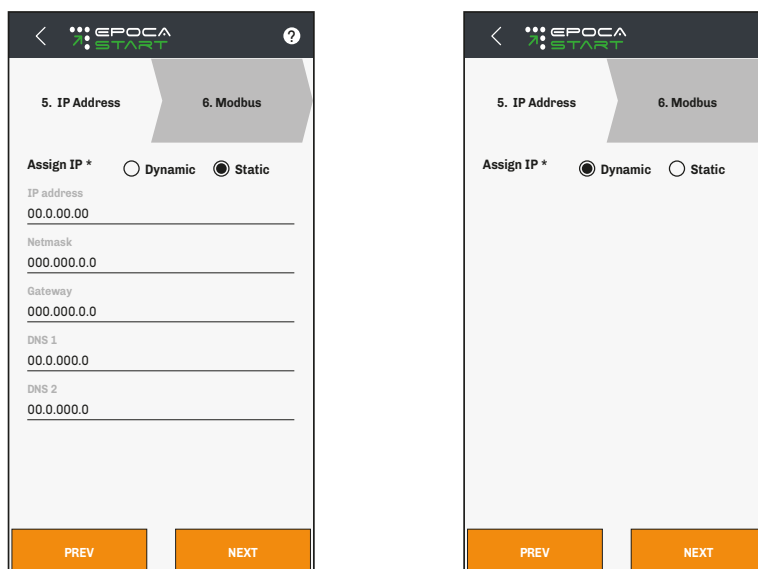 EPOCA
START
?
5. IP Address
6. Modbus
Assign IP *
Dynamic
Static
IP address
00.0.00.00
Netmask
000.000.0.0
Gateway
000.000.0.0
DNS 1
00.0.000.0
DNS 2
00.0.000.0
PREV
NEXT
EPOCA
START
5. IP Address
6. Modbus
Assign IP *
Dynamic
Static
PREV
NEXT